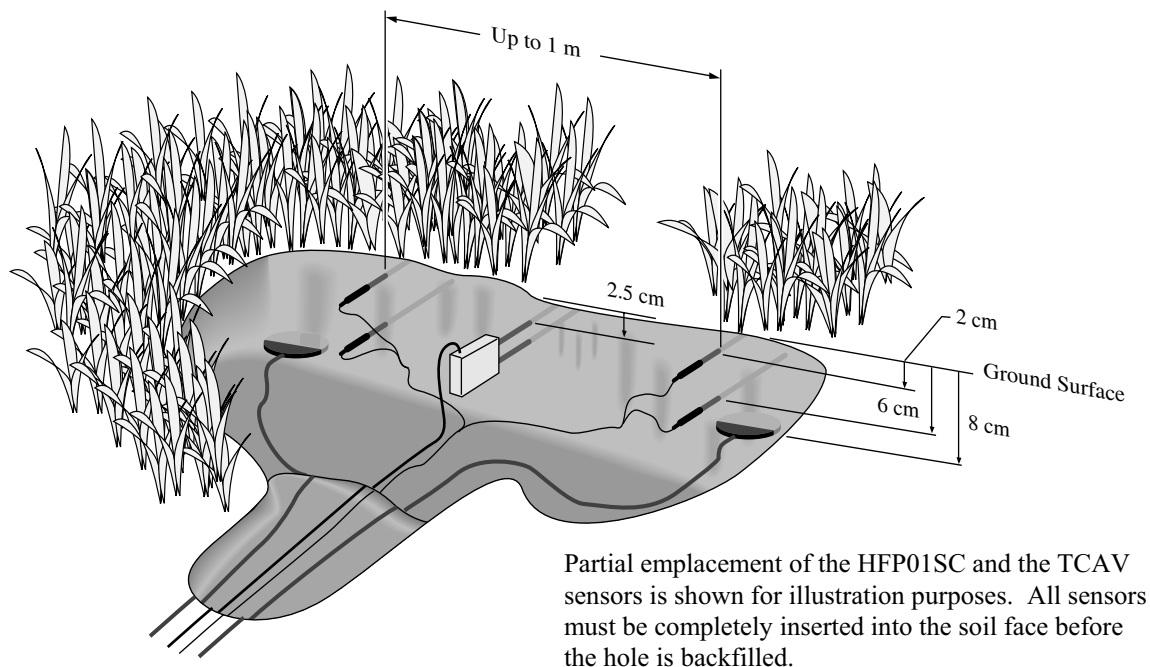 Up to 1 m
2.5 cm
2 cm
Ground Surface
6 cm
8 cm
Partial emplacement of the HFP01SC and the TCAV
sensors is shown for illustration purposes.  All sensors
must be completely inserted into the soil face before
the hole is backfilled.